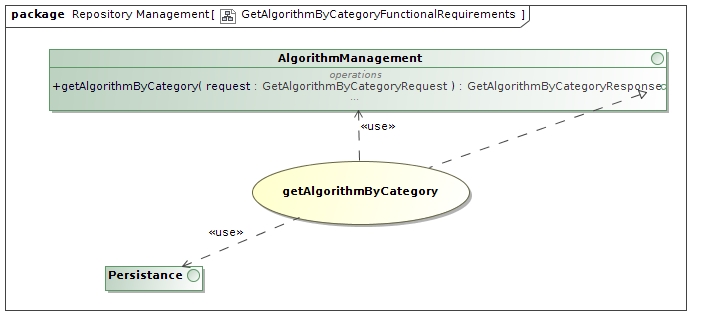 package Repository Management[ GetAlgorithmByCategoryFunctionalRequirements ]
AlgorithmManagement
operations
+getAlgorithmByCategory( request : GetAlgorithmByCategoryRequest ) : GetAlgorithmByCategoryResponse
...
«use»
getAlgorithmByCategory
«use»
Persistance